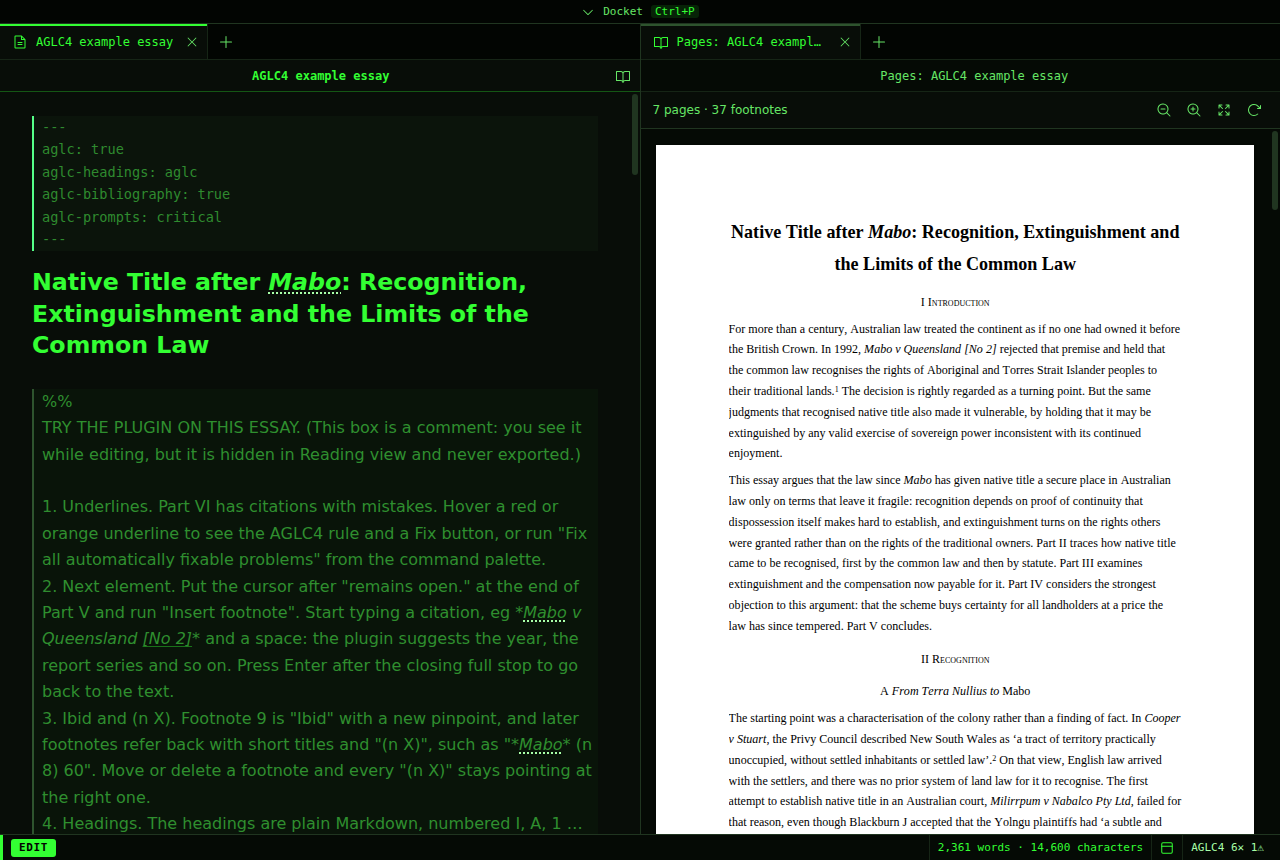 Docket Ctrl+P
AGLC4 example essay
Pages: AGLC4 exampl…
AGLC4 example essay
Pages: AGLC4 example essay
7 pages · 37 footnotes
---
aglc: true
aglc-headings: aglc
aglc-bibliography: true
aglc-prompts: critical
---
Native Title after Mabo: Recognition,
Extinguishment and the Limits of the
Common Law
%%
TRY THE PLUGIN ON THIS ESSAY. (This box is a comment: you see it
while editing, but it is hidden in Reading view and never exported.)
1. Underlines. Part VI has citations with mistakes. Hover a red or
orange underline to see the AGLC4 rule and a Fix button, or run "Fix
all automatically fixable problems" from the command palette.
2. Next element. Put the cursor after "remains open." at the end of
Part V and run "Insert footnote". Start typing a citation, eg *Mabo v
Queensland [No 2]* and a space: the plugin suggests the year, the
report series and so on. Press Enter after the closing full stop to go
back to the text.
3. Ibid and (n X). Footnote 9 is "Ibid" with a new pinpoint, and later
footnotes refer back with short titles and "(n X)", such as "*Mabo* (n
8) 60". Move or delete a footnote and every "(n X)" stays pointing at
the right one.
4. Headings. The headings are plain Markdown, numbered I, A, 1 ...
Native Title after Mabo: Recognition, Extinguishment and
the Limits of the Common Law
I Introduction
For more than a century, Australian law treated the continent as if no one had owned it before
the British Crown. In 1992, Mabo v Queensland [No 2] rejected that premise and held that
the common law recognises the rights of Aboriginal and Torres Strait Islander peoples to
their traditional lands.1 The decision is rightly regarded as a turning point. But the same
judgments that recognised native title also made it vulnerable, by holding that it may be
extinguished by any valid exercise of sovereign power inconsistent with its continued
enjoyment.
This essay argues that the law since Mabo has given native title a secure place in Australian
law only on terms that leave it fragile: recognition depends on proof of continuity that
dispossession itself makes hard to establish, and extinguishment turns on the rights others
were granted rather than on the rights of the traditional owners. Part II traces how native title
came to be recognised, first by the common law and then by statute. Part III examines
extinguishment and the compensation now payable for it. Part IV considers the strongest
objection to this argument: that the scheme buys certainty for all landholders at a price the
law has since tempered. Part V concludes.
II Recognition
A From Terra Nullius to Mabo
The starting point was a characterisation of the colony rather than a finding of fact. In Cooper
v Stuart, the Privy Council described New South Wales as ‘a tract of territory practically
unoccupied, without settled inhabitants or settled law’.2 On that view, English law arrived
with the settlers, and there was no prior system of land law for it to recognise. The first
attempt to establish native title in an Australian court, Milirrpum v Nabalco Pty Ltd, failed for
that reason, even though Blackburn J accepted that the Yolngu plaintiffs had ‘a subtle and
EDIT
2,361 words · 14,600 characters
AGLC4 6× 1⚠